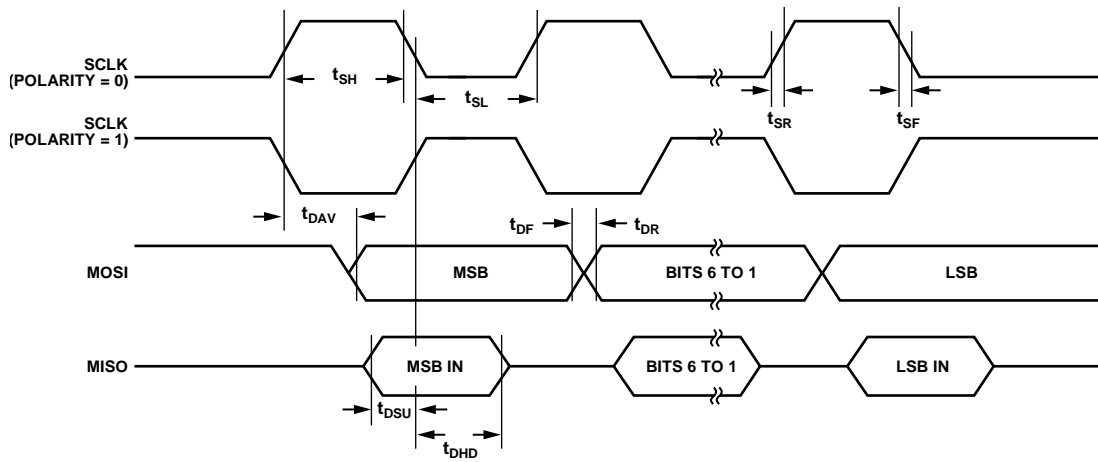 SCLK
(POLARITY = 0)
tSH
tSL
tSR
tSF
SCLK
(POLARITY = 1)
tDAV
tDF
tDR
MOSI
MSB
BITS 6 TO 1
LSB
MISO
MSB IN
BITS 6 TO 1
LSB IN
tDSU
tDHD